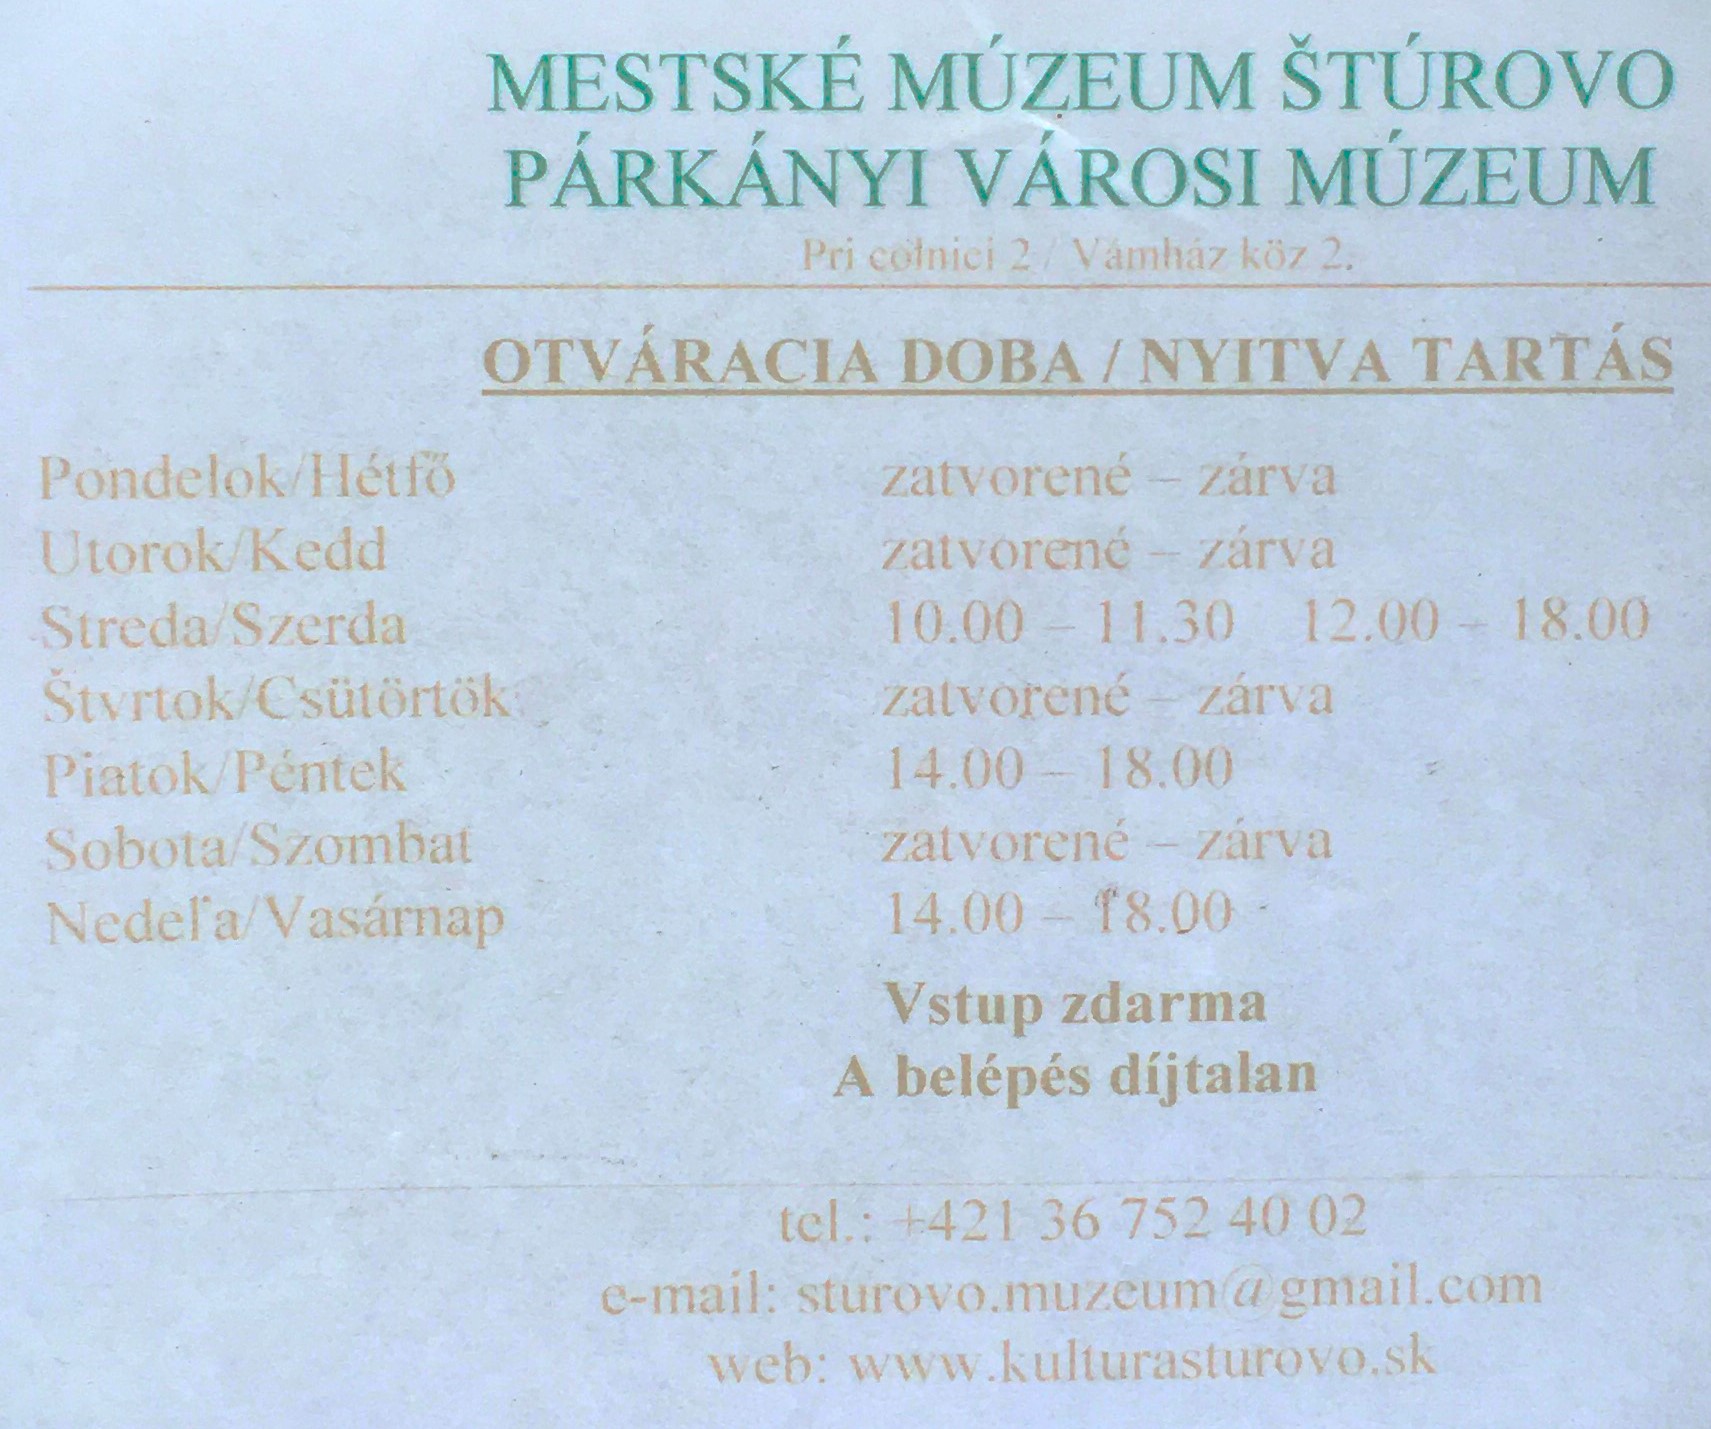 MESTSKÉ MÚZEUM ŠTÚROVO
PÁRKÁNYI VÁROSI MÚZEUM
Pri colnici 2 / Vámház köz 2.
OTVÁRACIA DOBA / NYITVA TARTÁS
Pondelok/Hétfő zatvorené – zárva
Utorok/Kedd zatvorené – zárva
Streda/Szerda 10.00 – 11.30 12.00 – 18.00
Štvrtok/Csütörtök zatvorené – zárva
Piatok/Péntek 14.00 – 18.00
Sobota/Szombat zatvorené – zárva
Nedeľa/Vasárnap 14.00 – 18.00
Vstup zdarma
A belépés díjtalan
tel.: +421 36 752 40 02
e-mail: sturovo.muzeum@gmail.com
web: www.kulturasturovo.sk